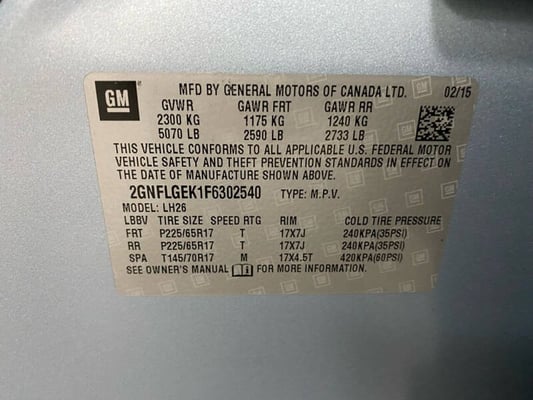 GM
MFD BY GENERAL MOTORS OF CANADA LTD. 02/15
GVWR GAWR FRT GAWR RR
2300 KG 1175 KG 1240 KG
5070 LB 2590 LB 2733 LB
THIS VEHICLE CONFORMS TO ALL APPLICABLE U.S. FEDERAL MOTOR
VEHICLE SAFETY AND THEFT PREVENTION STANDARDS IN EFFECT ON
THE DATE OF MANUFACTURE SHOWN ABOVE.
2GNFLGEK1F6302540 TYPE: M.P.V.
MODEL: LH26
LBBV TIRE SIZE SPEED RTG RIM COLD TIRE PRESSURE
FRT P225/65R17 T 17X7J 240KPA(35PSI)
RR P225/65R17 T 17X7J 240KPA(35PSI)
SPA T145/70R17 M 17X4.5T 420KPA(60PSI)
SEE OWNER'S MANUAL FOR MORE INFORMATION.